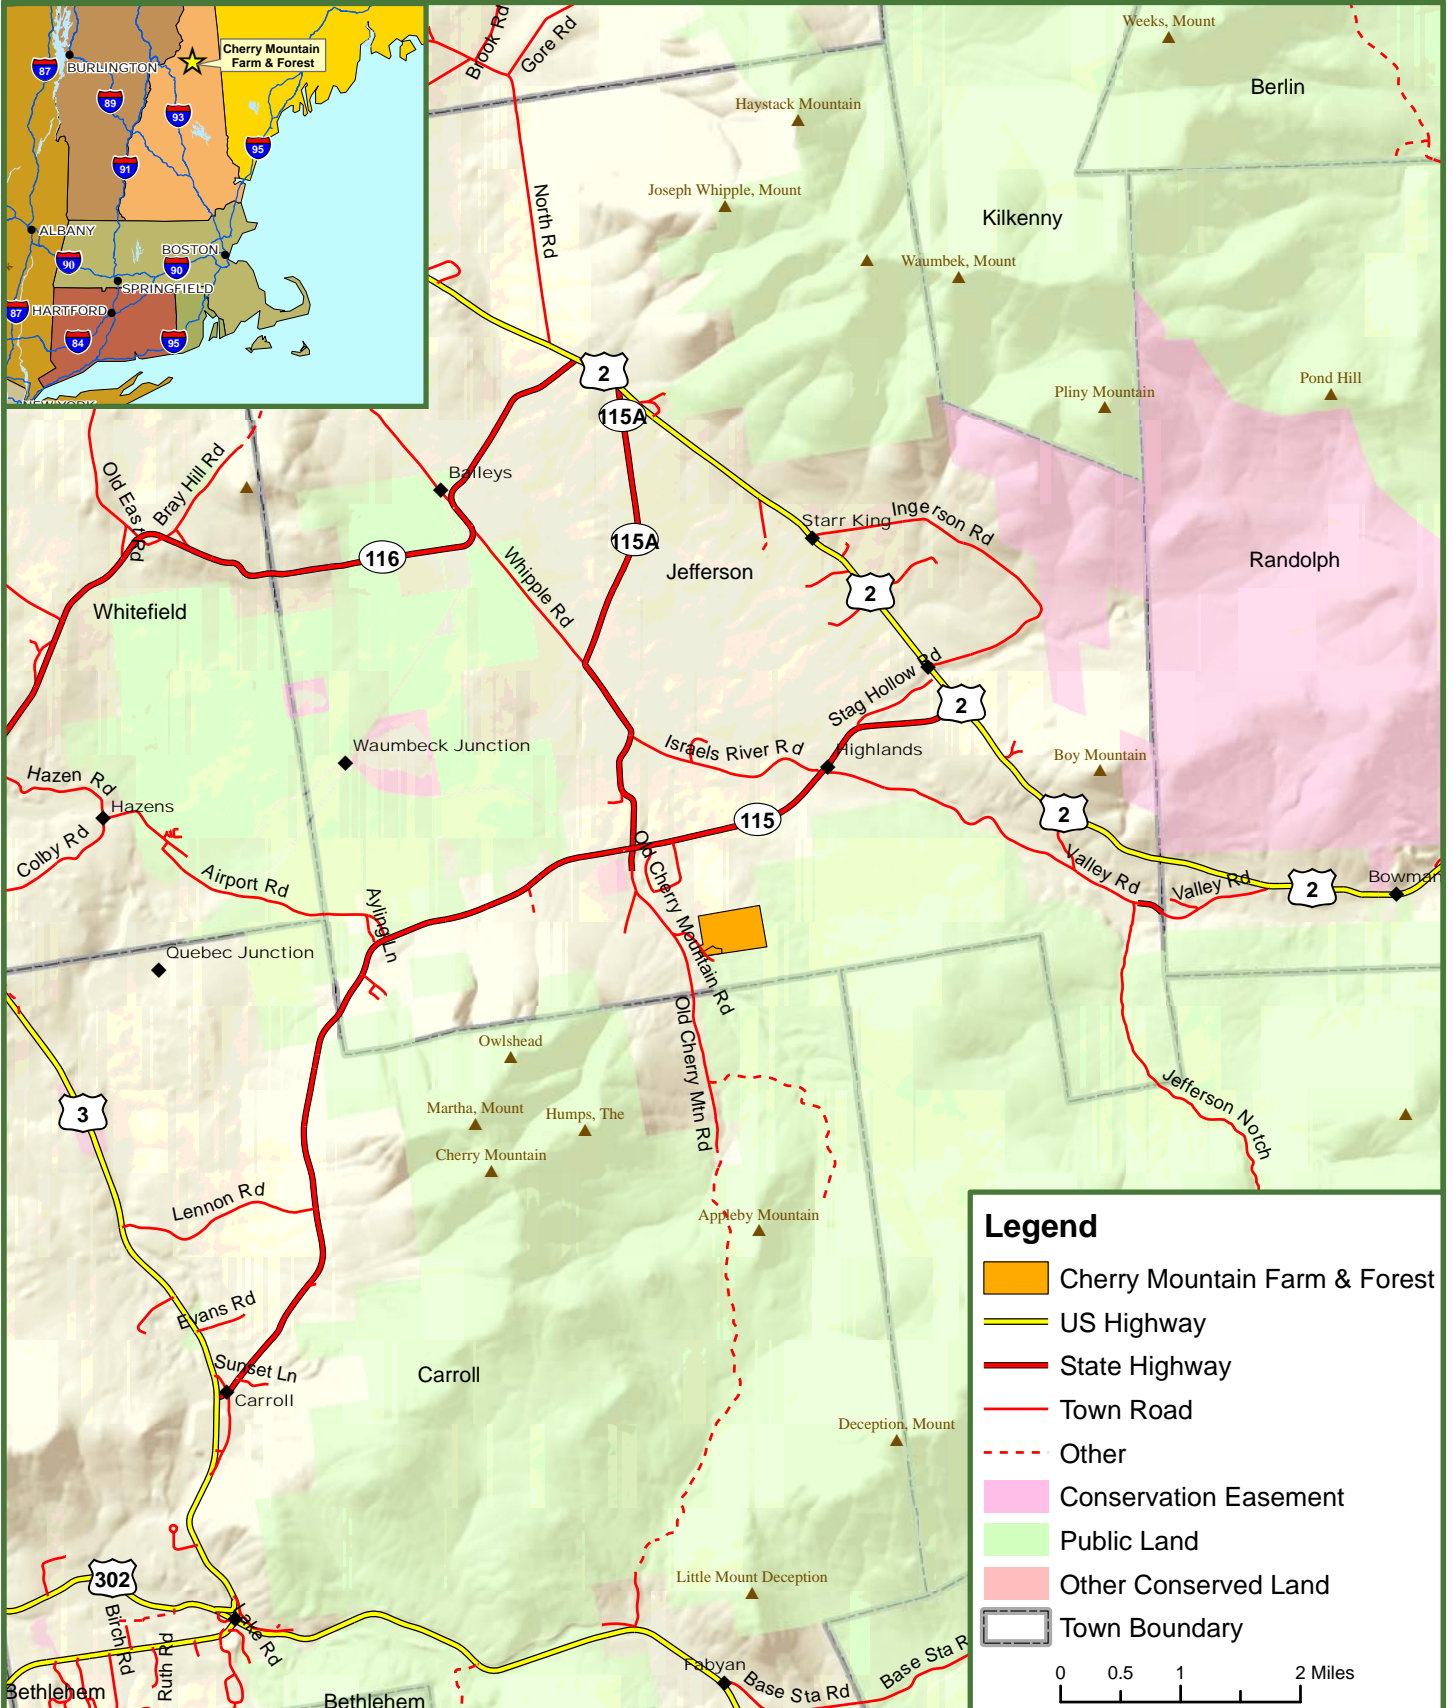 Cherry Mountain
Farm & Forest
87
BURLINGTON
89
93
95
91
ALBANY
BOSTON
90
90
SPRINGFIELD
87
HARTFORD
84
95
Brook Rd
Gore Rd
Weeks, Mount
Berlin
Haystack Mountain
Joseph Whipple, Mount
Kilkenny
North Rd
Waumbek, Mount
2
Pliny Mountain
Pond Hill
115A
Old East Rd
Bray Hill Rd
Baileys
Starr King
Ingerson Rd
116
115A
Jefferson
Randolph
Whipple Rd
2
Whitefield
Stag Hollow Rd
2
Waumbeck Junction
Israels River Rd
Highlands
Boy Mountain
Hazen Rd
Hazens
115
2
Colby Rd
Airport Rd
Ayling Ln
Old Cherry Mountain Rd
Valley Rd
Valley Rd
2
Bowman
Quebec Junction
Old Cherry Mtn Rd
Owlshead
3
Martha, Mount
Humps, The
Jefferson Notch
Cherry Mountain
Lennon Rd
Appleby Mountain
Evans Rd
Sunset Ln
Carroll
Carroll
Deception, Mount
302
Little Mount Deception
Birch Rd
Ruth Rd
Lake Rd
Fabyan
Base Sta Rd
Base Sta R
Bethlehem
Bethlehem
Legend
Cherry Mountain Farm & Forest
US Highway
State Highway
Town Road
Other
Conservation Easement
Public Land
Other Conserved Land
Town Boundary
0 0.5 1 2 Miles